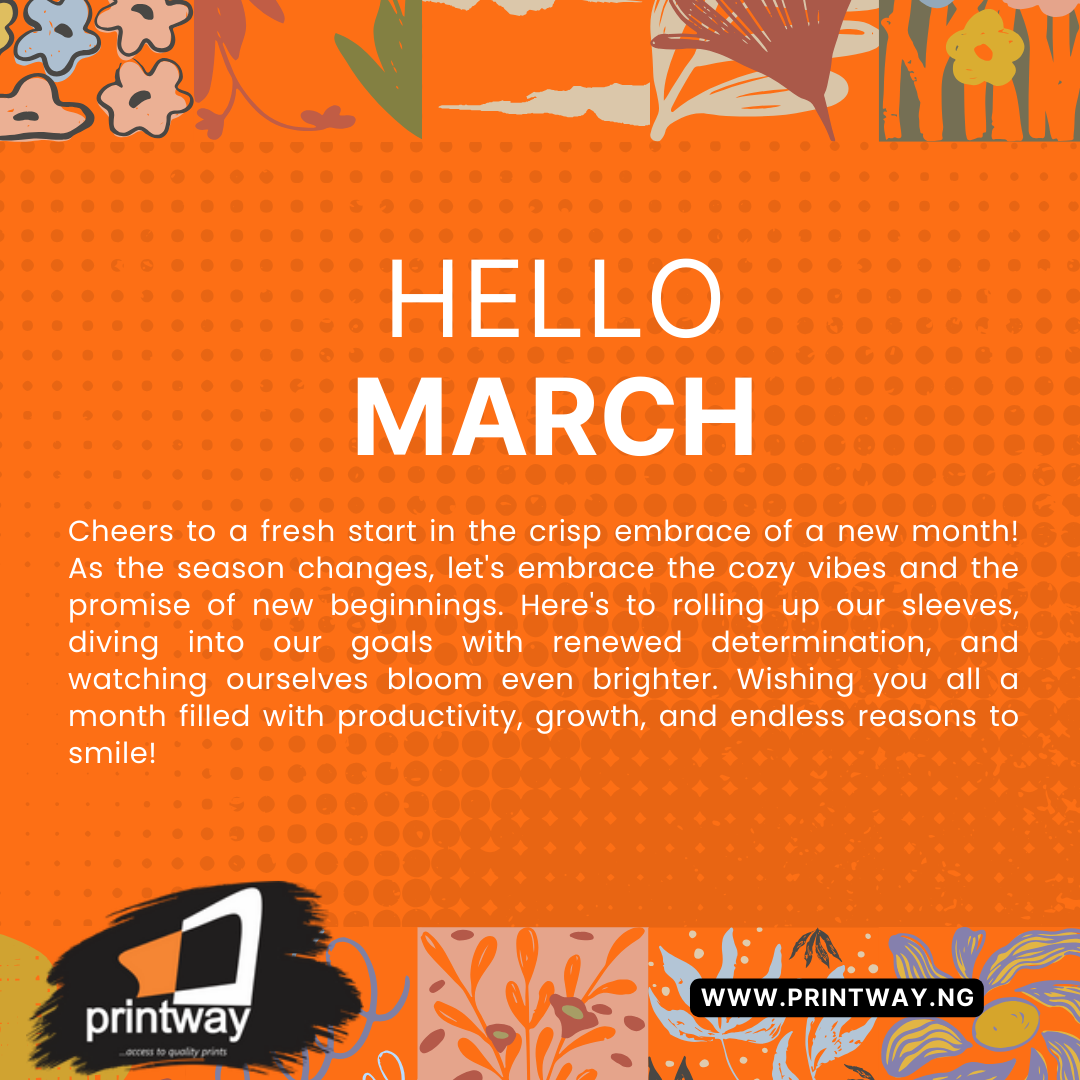 HELLO
MARCH
Cheers to a fresh start in the crisp embrace of a new month!
As the season changes, let's embrace the cozy vibes and the
promise of new beginnings. Here's to rolling up our sleeves,
diving into our goals with renewed determination, and
watching ourselves bloom even brighter. Wishing you all a
month filled with productivity, growth, and endless reasons to
smile!
printway
...access to quality prints
WWW.PRINTWAY.NG